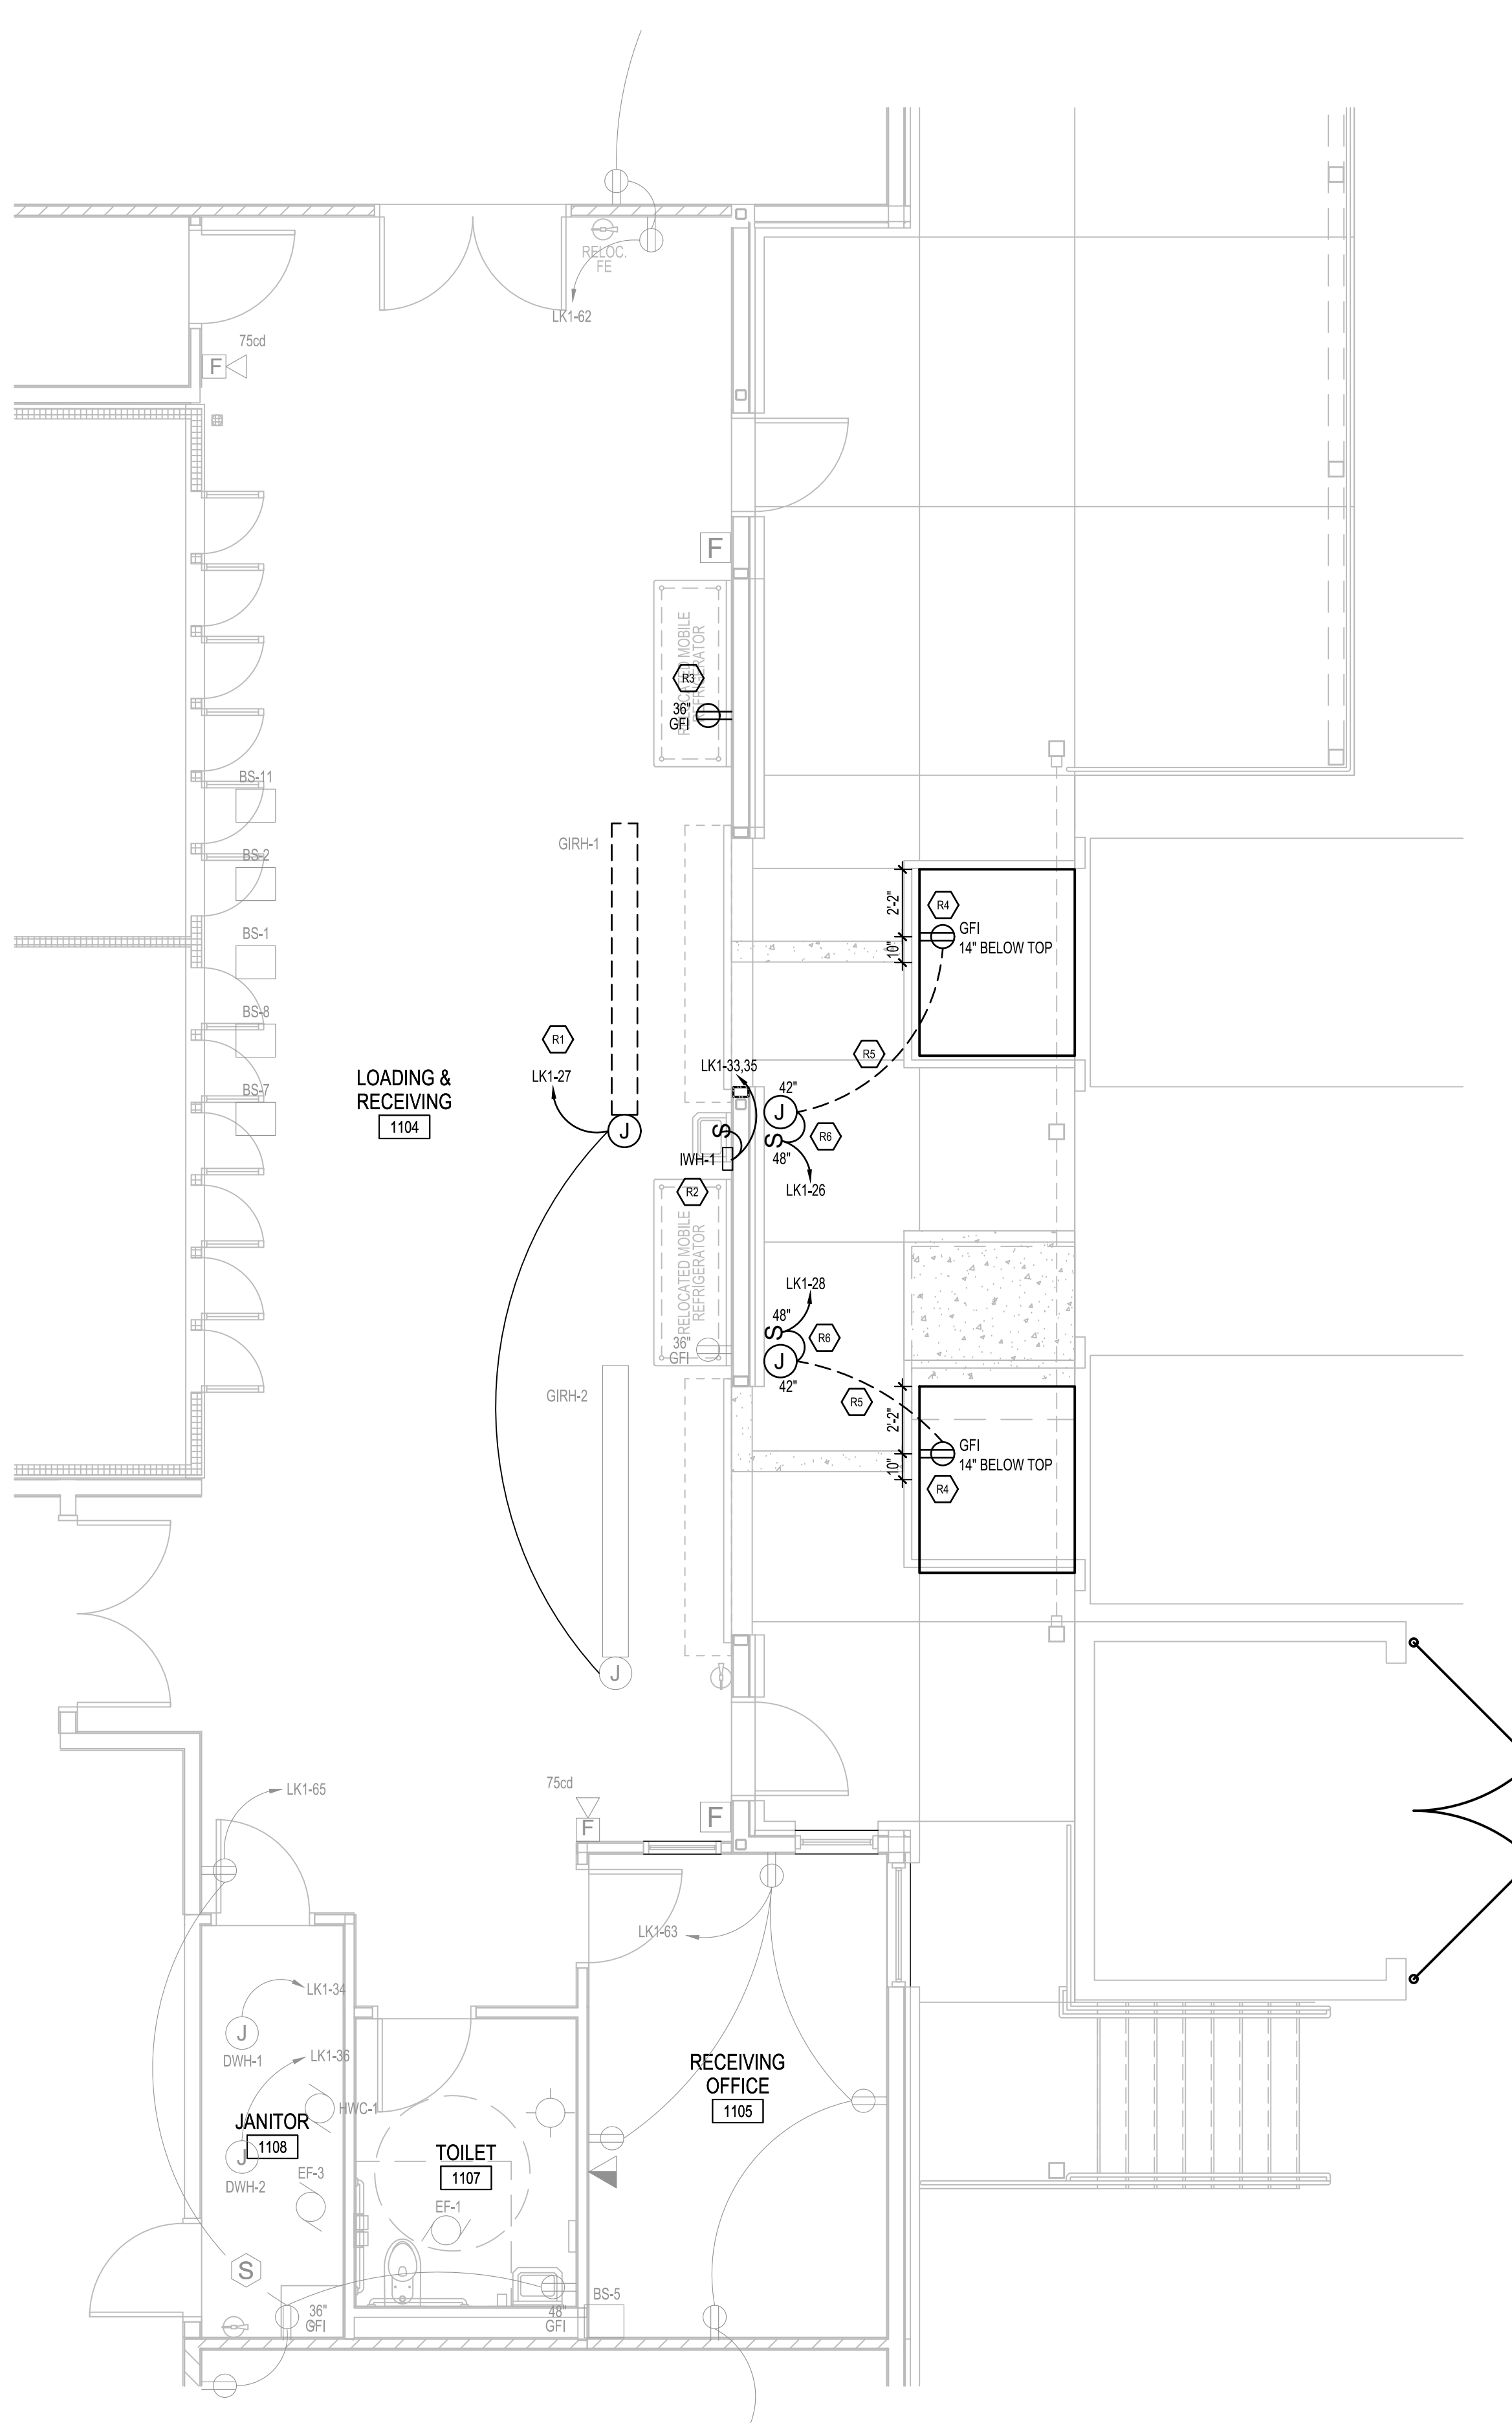 RELOC.
FE
LK1-62
75cd
F
F
RELOCATED MOBILE
REFRIGERATOR
R3
36"
GFI
BS-11
BS-2
BS-1
BS-8
BS-7
GIRH-1
2'-2"
10"
R4
GFI
14" BELOW TOP
R1
LK1-27
J
LOADING &
RECEIVING
1104
R5
LK1-33,35
42"
J
S
S
48"
R6
IWH-1
R2
LK1-26
RELOCATED MOBILE
REFRIGERATOR
36"
GFI
LK1-28
48"
S
R6
J
42"
R5
GIRH-2
2'-2"
10"
GFI
14" BELOW TOP
R4
J
75cd
F
F
LK1-65
LK1-63
LK1-34
J
DWH-1
LK1-36
HWC-1
JANITOR
1108
J
DWH-2
EF-3
TOILET
1107
EF-1
RECEIVING
OFFICE
1105
S
BS-5
36"
GFI
48"
GFI